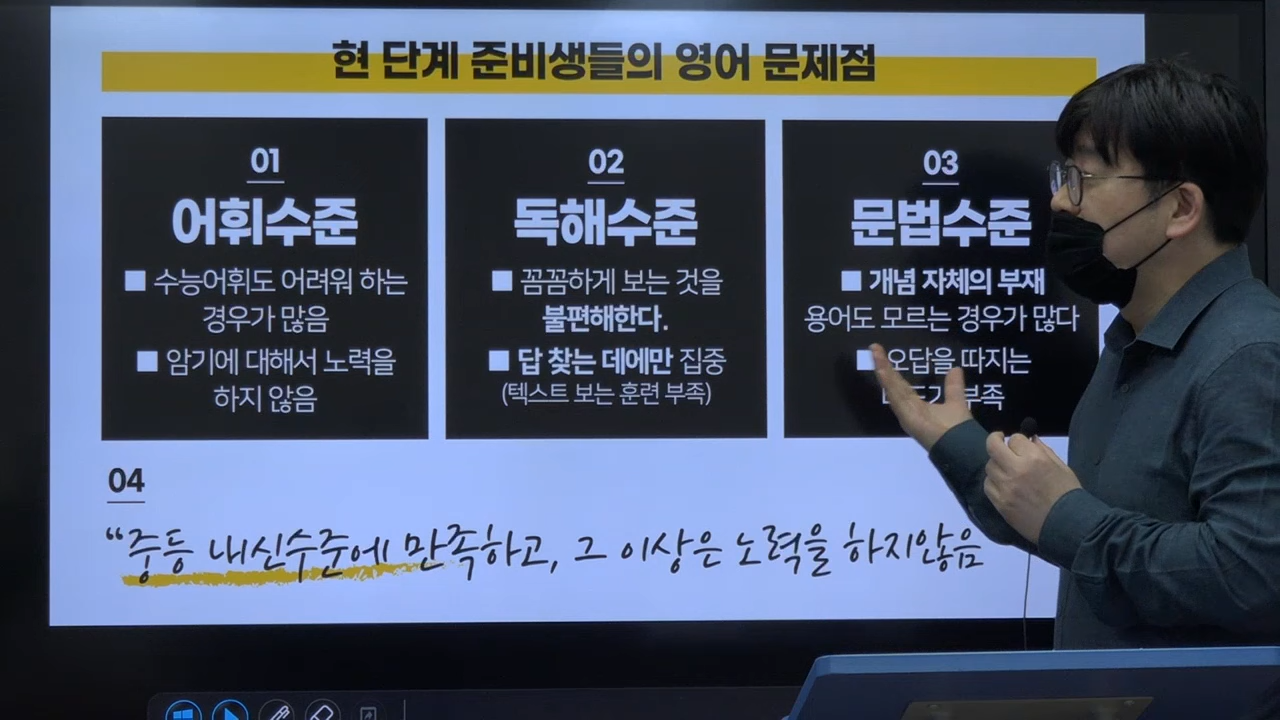 현 단계 준비생들의 영어 문제점
01
어휘수준
■ 수능어휘도 어려워 하는
경우가 많음
■ 암기에 대해서 노력을
하지 않음
02
독해수준
■ 꼼꼼하게 보는 것을
불편해한다.
■ 답 찾는 데에만 집중
(텍스트 보는 훈련 부족)
03
문법수준
■ 개념 자체의 부재
용어도 모르는 경우가 많다
■ 오답을 따지는
부족
04
“중등 내신수준에 만족하고, 그 이상은 노력을 하지않음